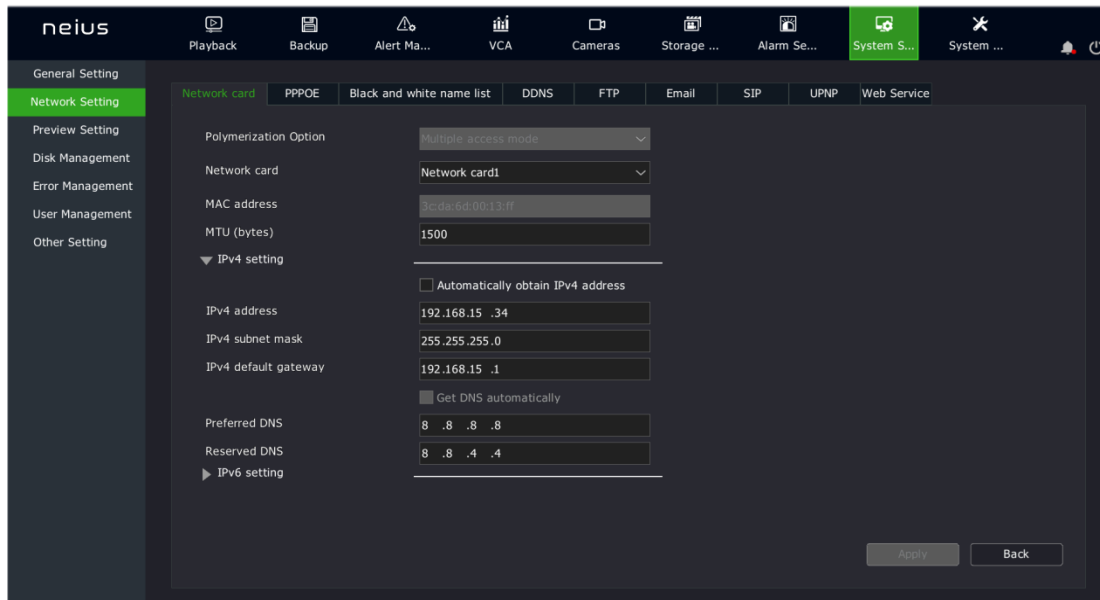 neius
Playback Backup Alert Ma... VCA Cameras Storage ... Alarm Se... System S... System ...
General Setting
Network Setting
Preview Setting
Disk Management
Error Management
User Management
Other Setting
Network card PPPOE Black and white name list DDNS FTP Email SIP UPNP Web Service
Polymerization Option Multiple access mode
Network card Network card1
MAC address 3c:da:6d:00:13:ff
MTU (bytes) 1500
IPv4 setting
Automatically obtain IPv4 address
IPv4 address 192.168.15 .34
IPv4 subnet mask 255.255.255.0
IPv4 default gateway 192.168.15 .1
Get DNS automatically
Preferred DNS 8 .8 .8 .8
Reserved DNS 8 .8 .4 .4
IPv6 setting
Apply Back